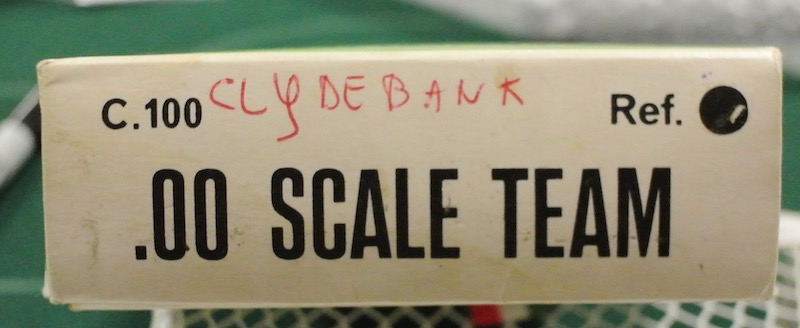 C.100 CLYDEBANK Ref.
.00 SCALE TEAM